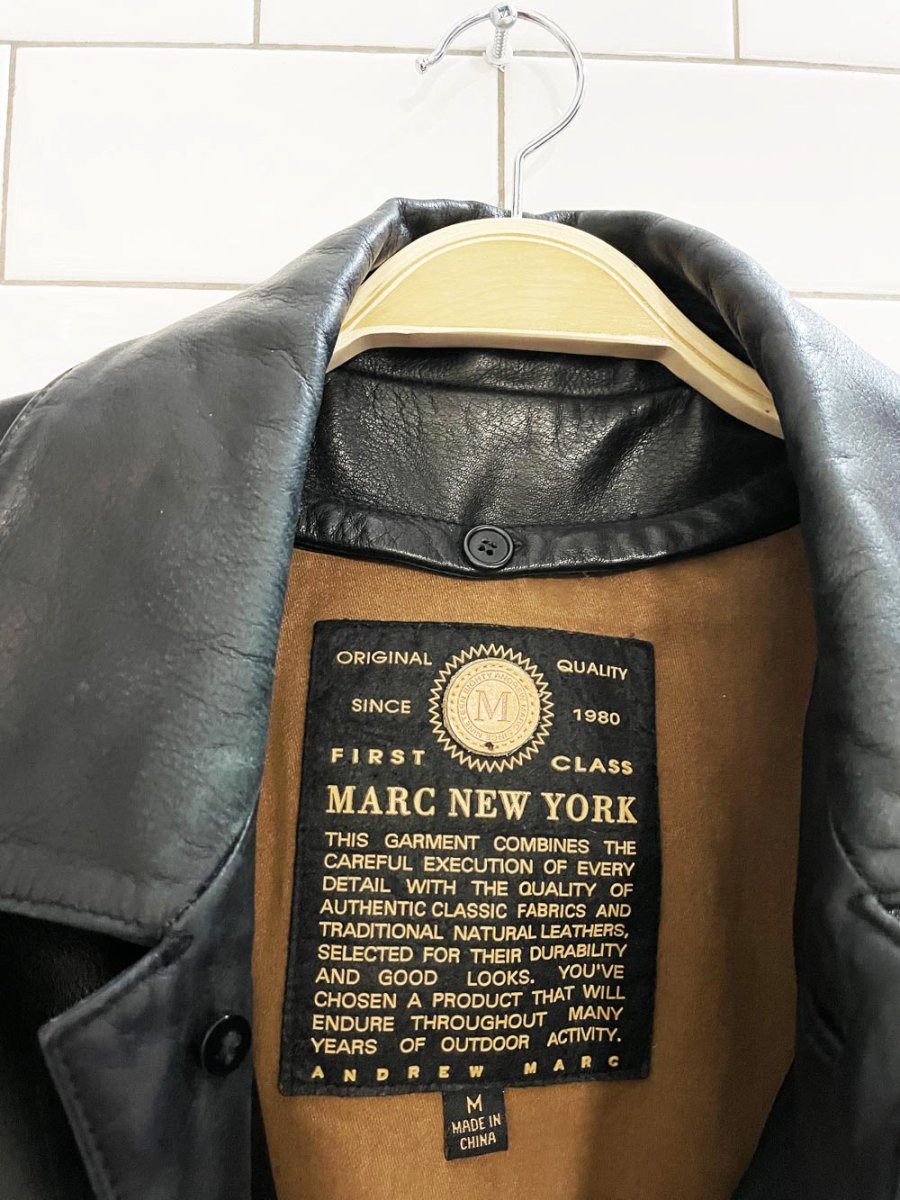 ORIGINAL QUALITY
SINCE 1980
M
FIRST CLASS
MARC NEW YORK
THIS GARMENT COMBINES THE
CAREFUL EXECUTION OF EVERY
DETAIL WITH THE QUALITY OF
AUTHENTIC CLASSIC FABRICS AND
TRADITIONAL NATURAL LEATHERS,
SELECTED FOR THEIR DURABILITY
AND GOOD LOOKS. YOU'VE
CHOSEN A PRODUCT THAT WILL
ENDURE THROUGHOUT MANY
YEARS OF OUTDOOR ACTIVITY.
ANDREW MARC
M
MADE IN
CHINA